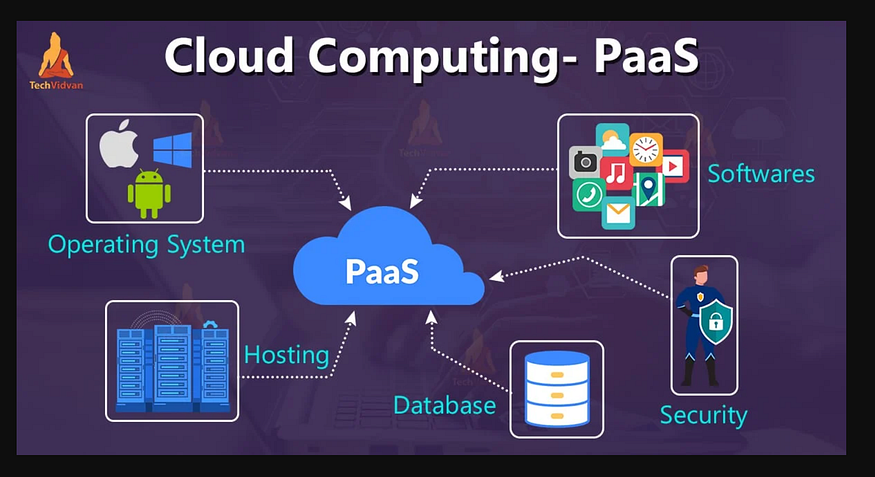 Cloud Computing- PaaS
TechVidvan
Operating System
Softwares
PaaS
Hosting
Database
Security